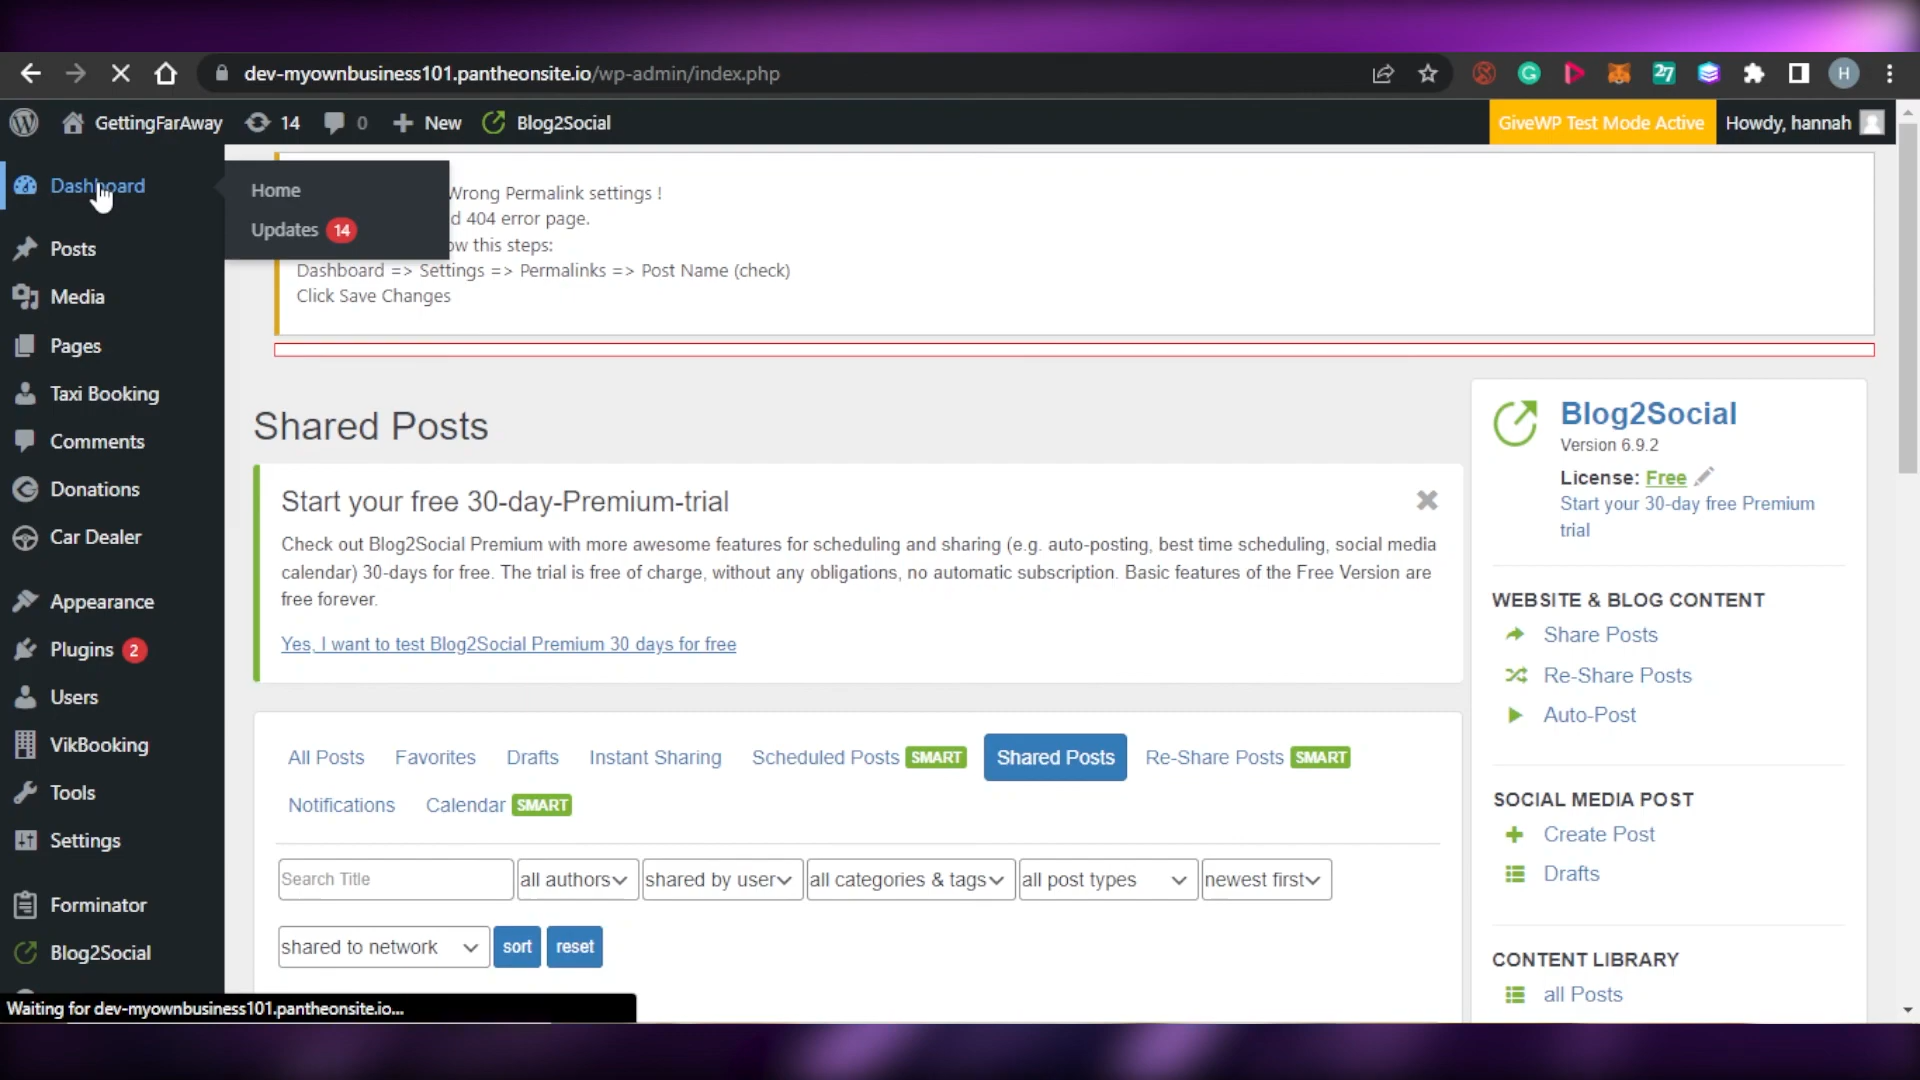 dev-myownbusiness101.pantheonsite.io/wp-admin/index.php
27
H
GettingFarAway
14
0
New
Blog2Social
GiveWP Test Mode Active
Howdy, hannah
Dashboard
Home
Updates 14
Wrong Permalink settings !
d 404 error page.
ow this steps:
Dashboard => Settings => Permalinks => Post Name (check)
Click Save Changes
Posts
Media
Pages
Taxi Booking
Comments
Donations
Car Dealer
Appearance
Plugins 2
Users
VikBooking
Tools
Settings
Forminator
Blog2Social
Shared Posts
Start your free 30-day-Premium-trial
Check out Blog2Social Premium with more awesome features for scheduling and sharing (e.g. auto-posting, best time scheduling, social media
calendar) 30-days for free. The trial is free of charge, without any obligations, no automatic subscription. Basic features of the Free Version are
free forever.
Yes, I want to test Blog2Social Premium 30 days for free
All Posts
Favorites
Drafts
Instant Sharing
Scheduled Posts SMART
Shared Posts
Re-Share Posts SMART
Notifications
Calendar SMART
Search Title
all authors
shared by user
all categories & tags
all post types
newest first
shared to network
sort
reset
Blog2Social
Version 6.9.2
License: Free
Start your 30-day free Premium
trial
WEBSITE & BLOG CONTENT
Share Posts
Re-Share Posts
Auto-Post
SOCIAL MEDIA POST
Create Post
Drafts
CONTENT LIBRARY
all Posts
Waiting for dev-myownbusiness101.pantheonsite.io...